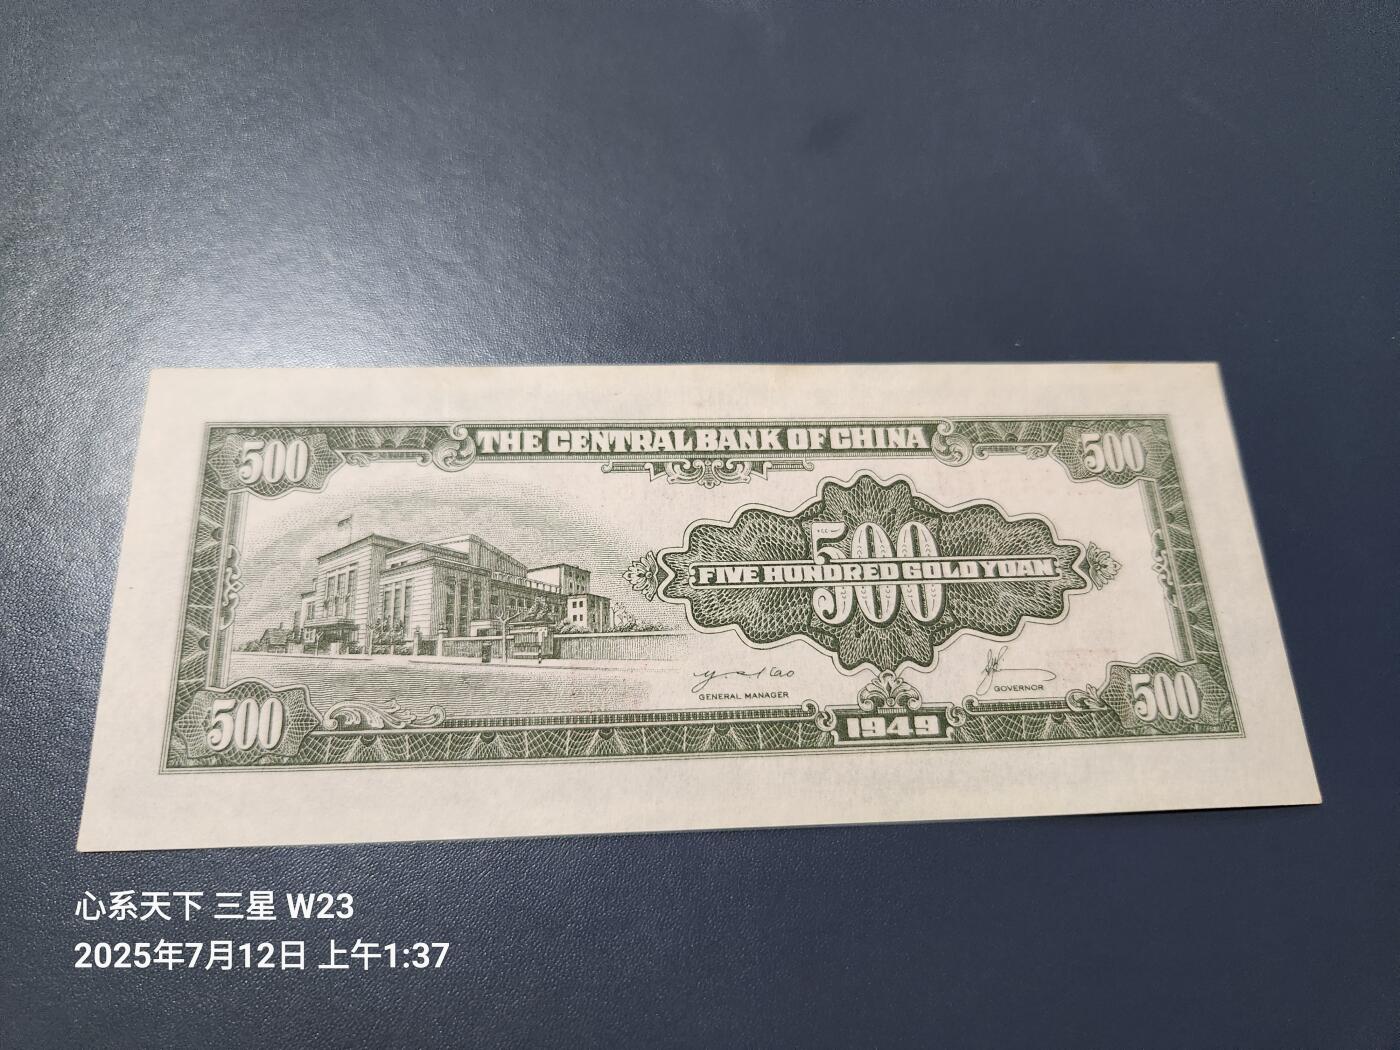 THE CENTRAL BANK OF CHINA
500
500
500
FIVE HUNDRED GOLD YUAN
GENERAL MANAGER
GOVERNOR
500
1949
500
心系天下 三星 W23
2025年7月12日 上午1:37